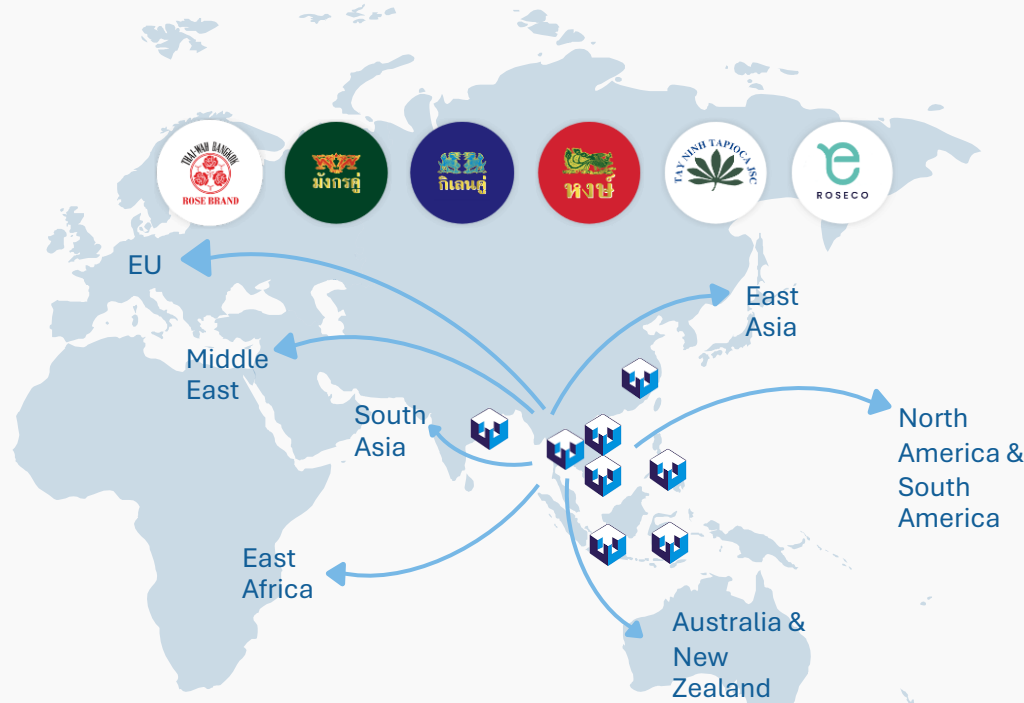 THAI-WAH BANGKOK
ROSE BRAND
มังกรคู่
กิเลนคู่
หงษ์
TAY NINH TAPIOCA JSC
ROSECO
EU
East
Asia
Middle
East
South
Asia
North
America &
South
America
East
Africa
Australia &
New
Zealand